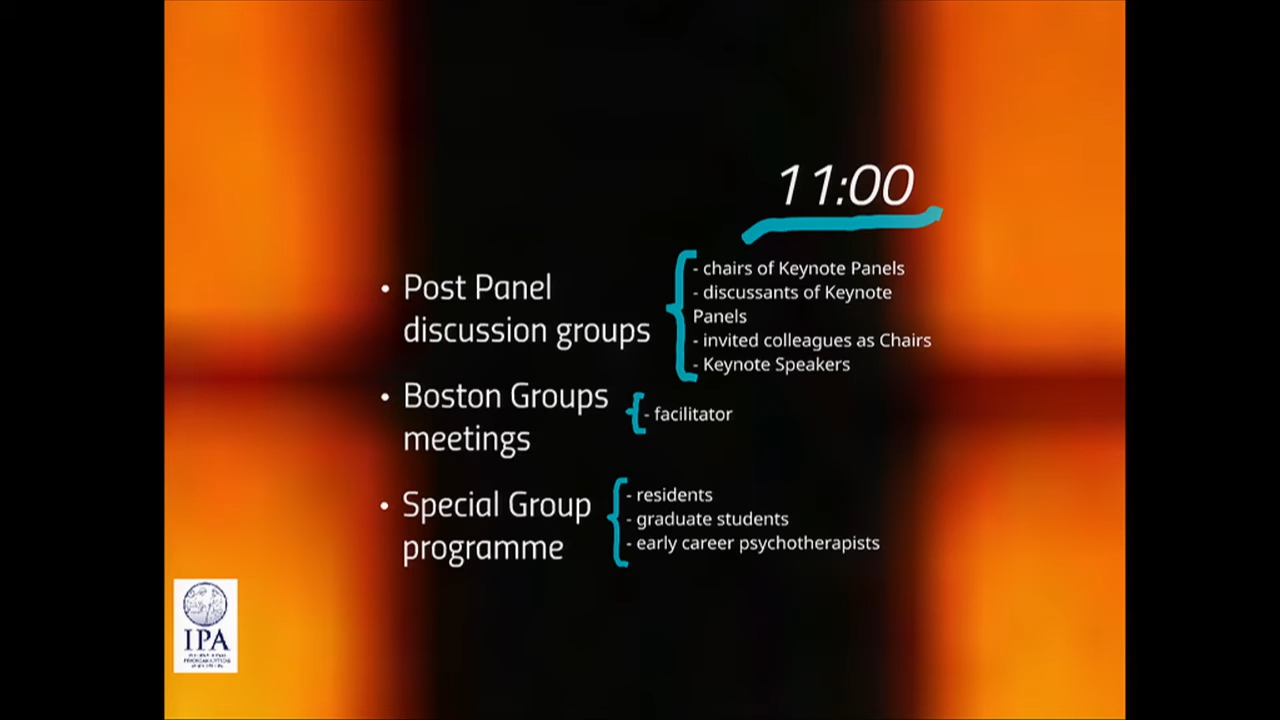 11:00
• Post Panel
discussion groups
- chairs of Keynote Panels
- discussants of Keynote
Panels
- invited colleagues as Chairs
- Keynote Speakers
• Boston Groups
meetings
- facilitator
• Special Group
programme
- residents
- graduate students
- early career psychotherapists
IPA